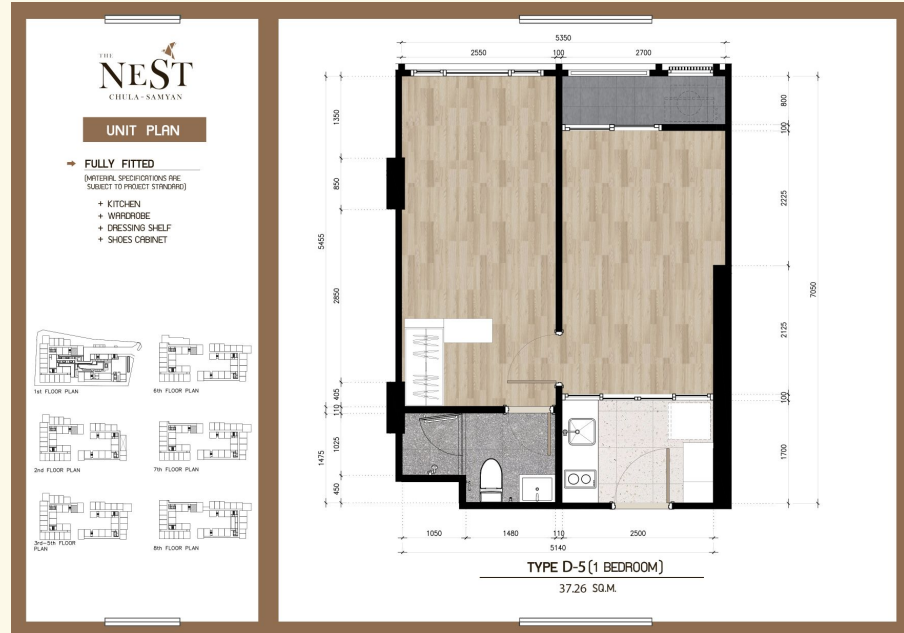 THE
NEST
CHULA-SAMYAN
UNIT PLAN
FULLY FITTED
(MATERIAL SPECIFICATIONS ARE
SUBJECT TO PROJECT STANDARD)
+ KITCHEN
+ WARDROBE
+ DRESSING SHELF
+ SHOES CABINET
1st FLOOR PLAN
6th FLOOR PLAN
2nd FLOOR PLAN
7th FLOOR PLAN
3rd-5th FLOOR
PLAN
8th FLOOR PLAN
5350
2550
100
2700
1350
850
5455
2850
405
110
1025
1475
450
800
100
2225
7050
2125
100
1700
1050
1480
110
2500
5140
TYPE D-5 (1 BEDROOM)
37.26 SQ.M.